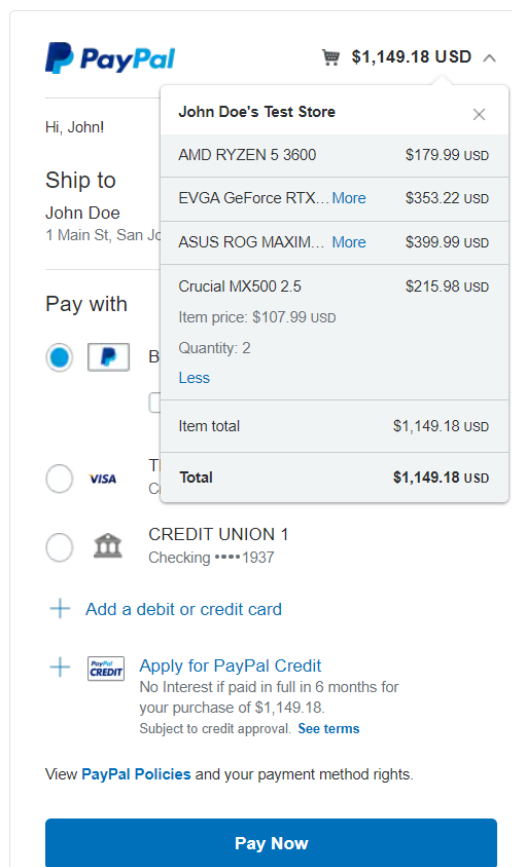 PayPal
$1,149.18 USD
John Doe's Test Store
Hi, John!
AMD RYZEN 5 3600 $179.99 USD
Ship to
EVGA GeForce RTX... More $353.22 USD
John Doe
1 Main St, San Jo
ASUS ROG MAXIM... More $399.99 USD
Crucial MX500 2.5 $215.98 USD
Item price: $107.99 USD
Quantity: 2
Less
Pay with
B
Item total $1,149.18 USD
Total $1,149.18 USD
VISA
CREDIT UNION 1
Checking ••••1937
Add a debit or credit card
PayPal
CREDIT
Apply for PayPal Credit
No Interest if paid in full in 6 months for
your purchase of $1,149.18.
Subject to credit approval. See terms
View PayPal Policies and your payment method rights.
Pay Now